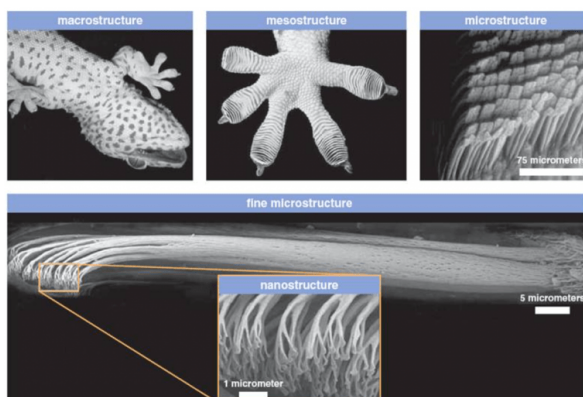 macrostructure
mesostructure
microstructure
75 micrometers
fine microstructure
5 micrometers
nanostructure
1 micrometer